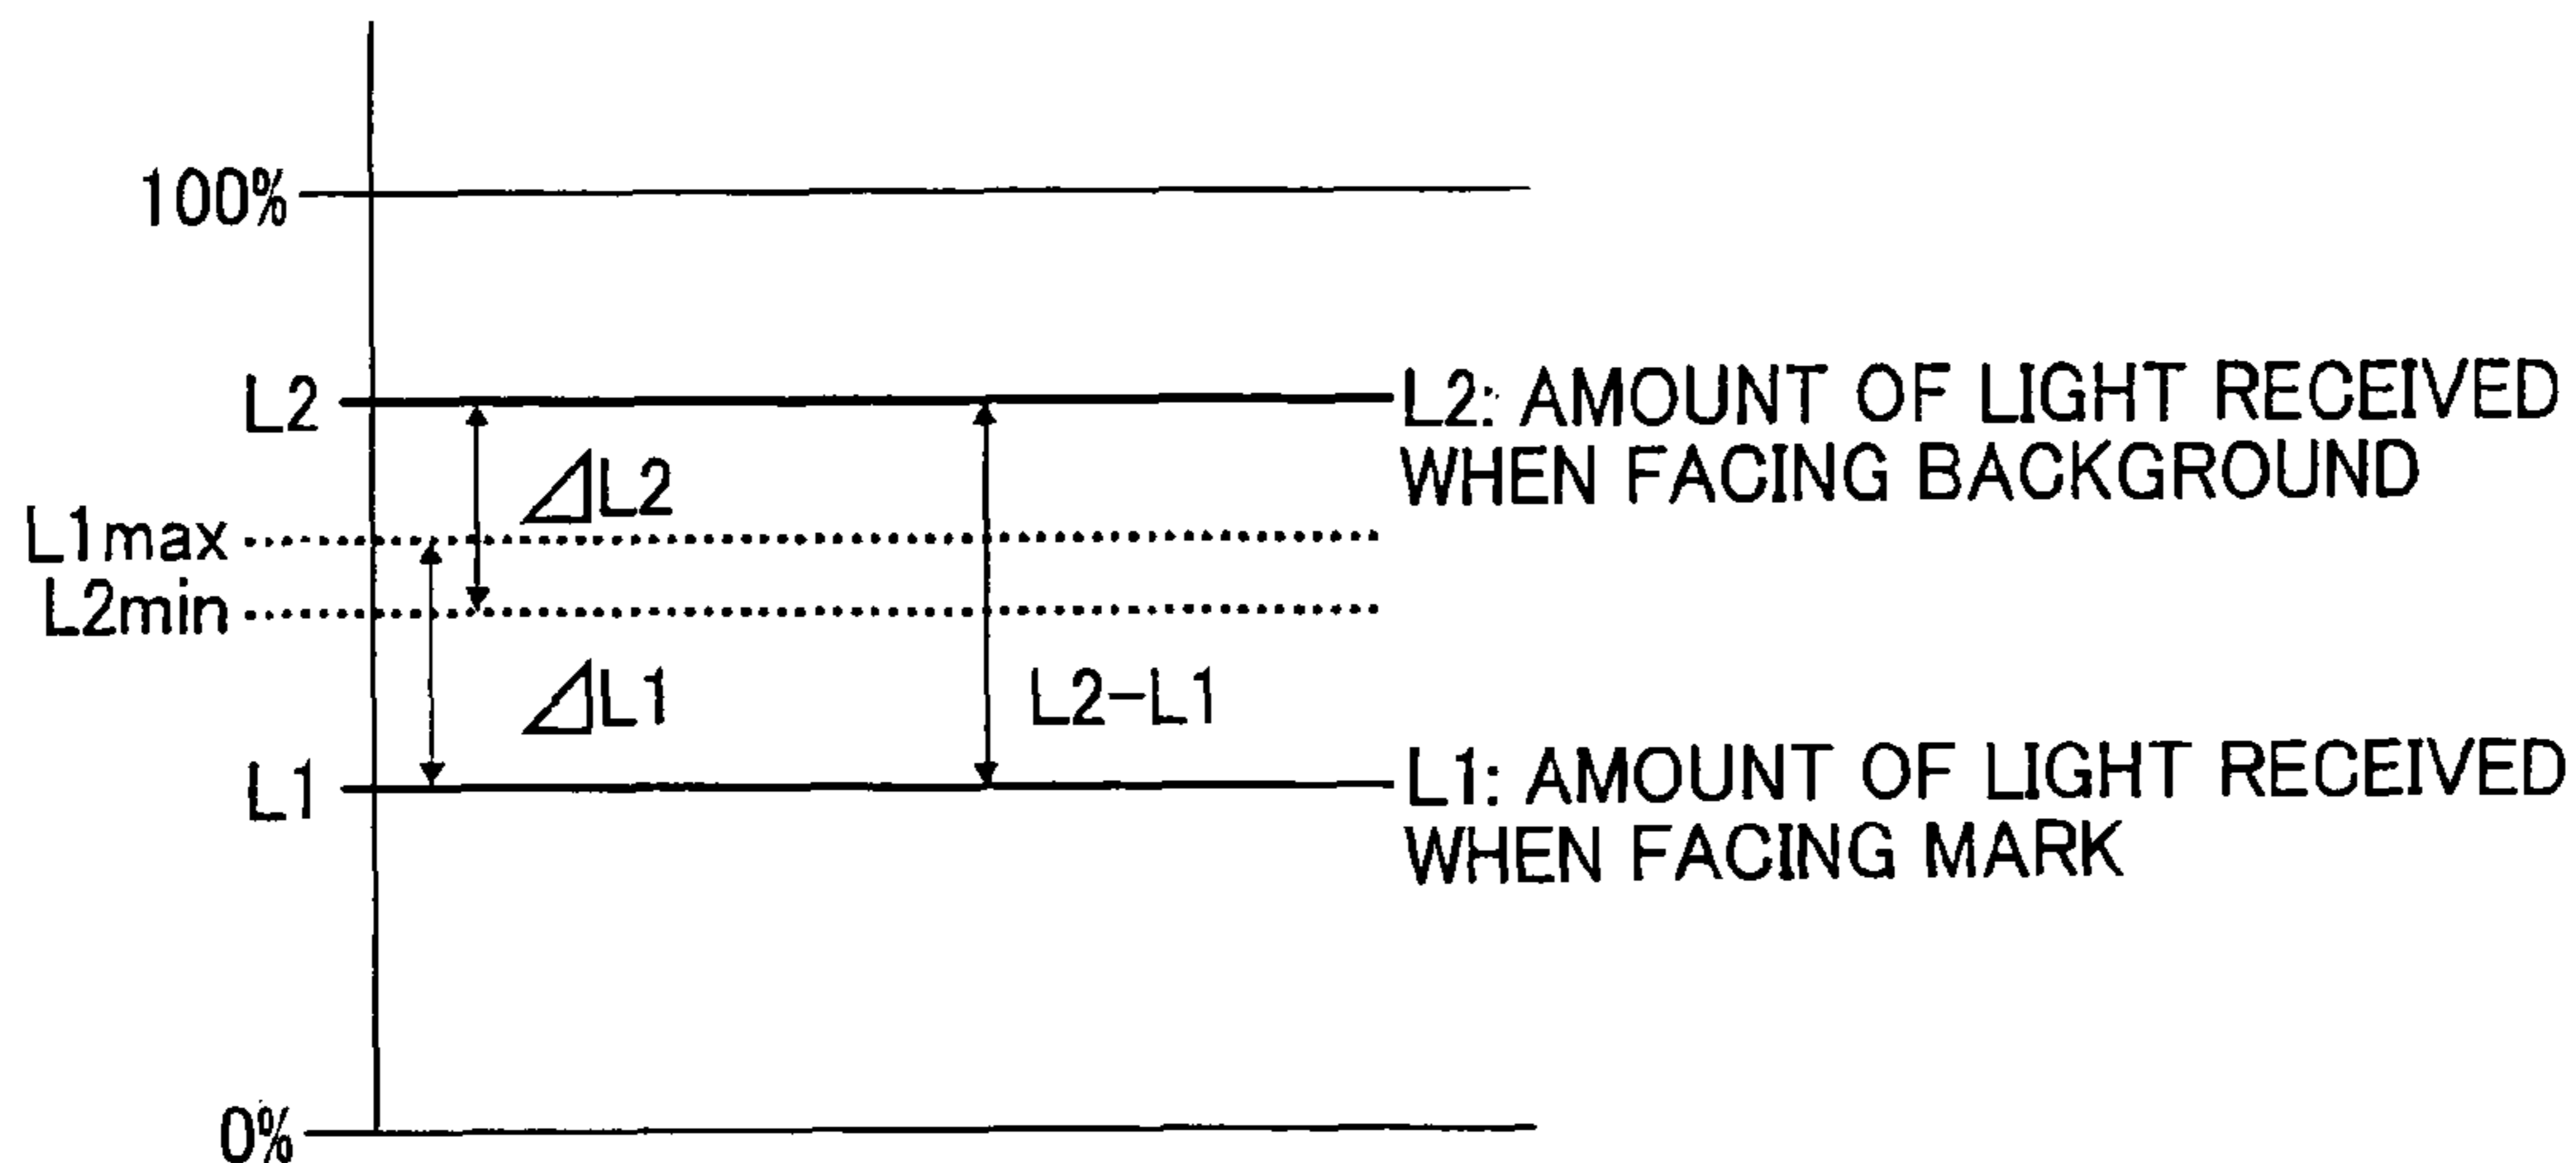 100%
L2
L2: AMOUNT OF LIGHT RECEIVED
WHEN FACING BACKGROUND
⊿L2
L1max
L2min
⊿L1
L2-L1
L1
L1: AMOUNT OF LIGHT RECEIVED
WHEN FACING MARK
0%